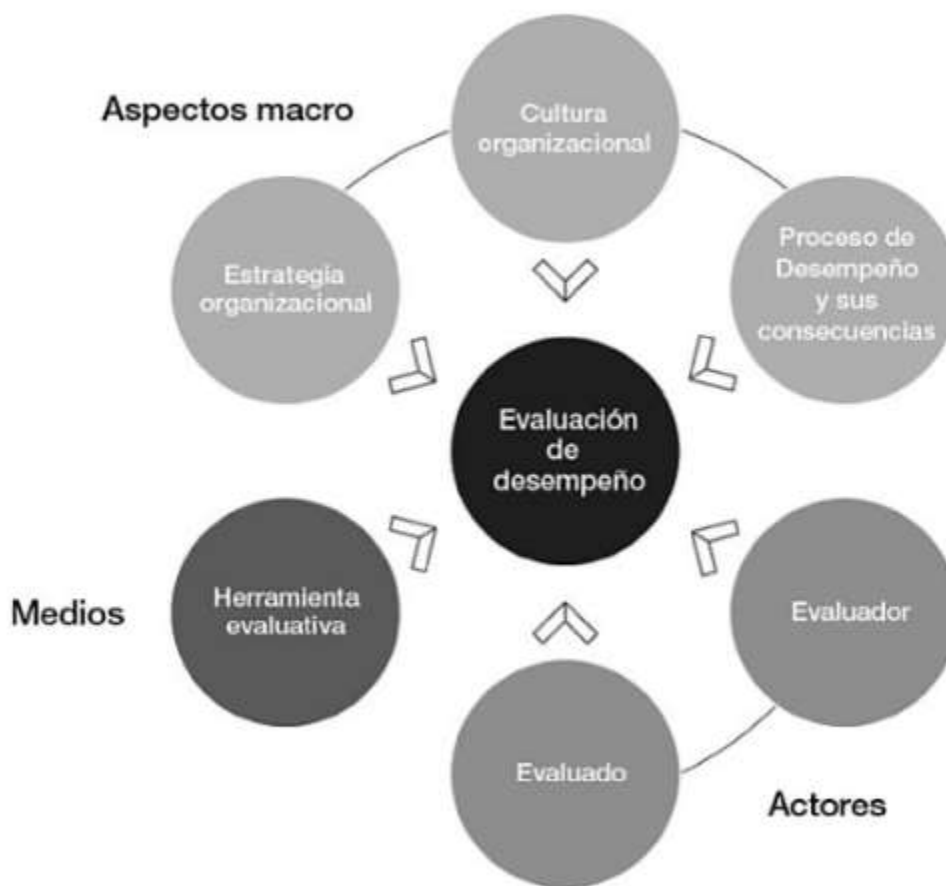 Aspectos macro
Cultura
organizacional
Estrategia
organizacional
Proceso de
Desempeño
y sus
consecuencias
Evaluación
de
desempeño
Medios
Herramienta
evaluativa
Evaluador
Evaluado
Actores